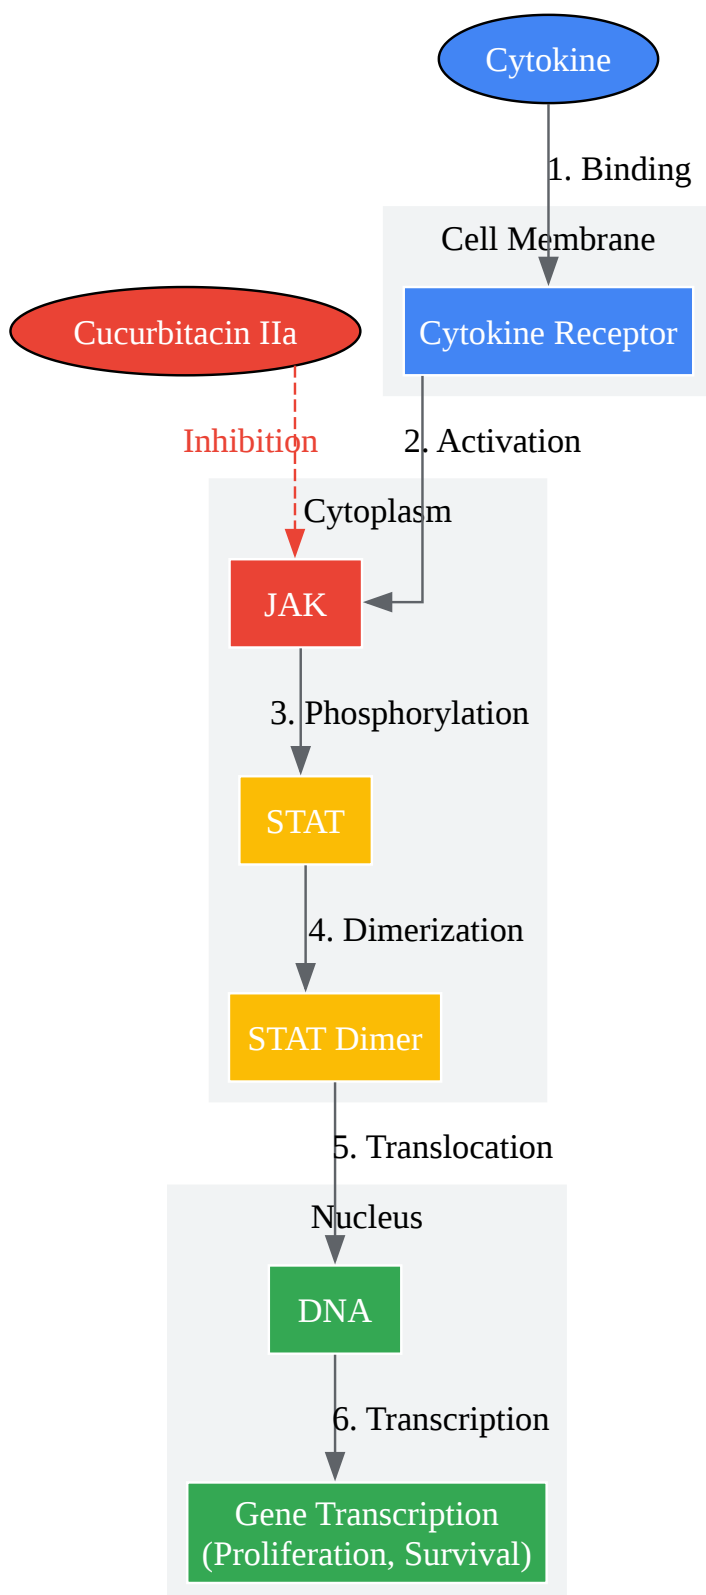 Cytokine
1. Binding
Cell Membrane
Cucurbitacin IIa
Cytokine Receptor
Inhibition
2. Activation
Cytoplasm
JAK
3. Phosphorylation
STAT
4. Dimerization
STAT Dimer
5. Translocation
Nucleus
DNA
6. Transcription
Gene Transcription
(Proliferation, Survival)